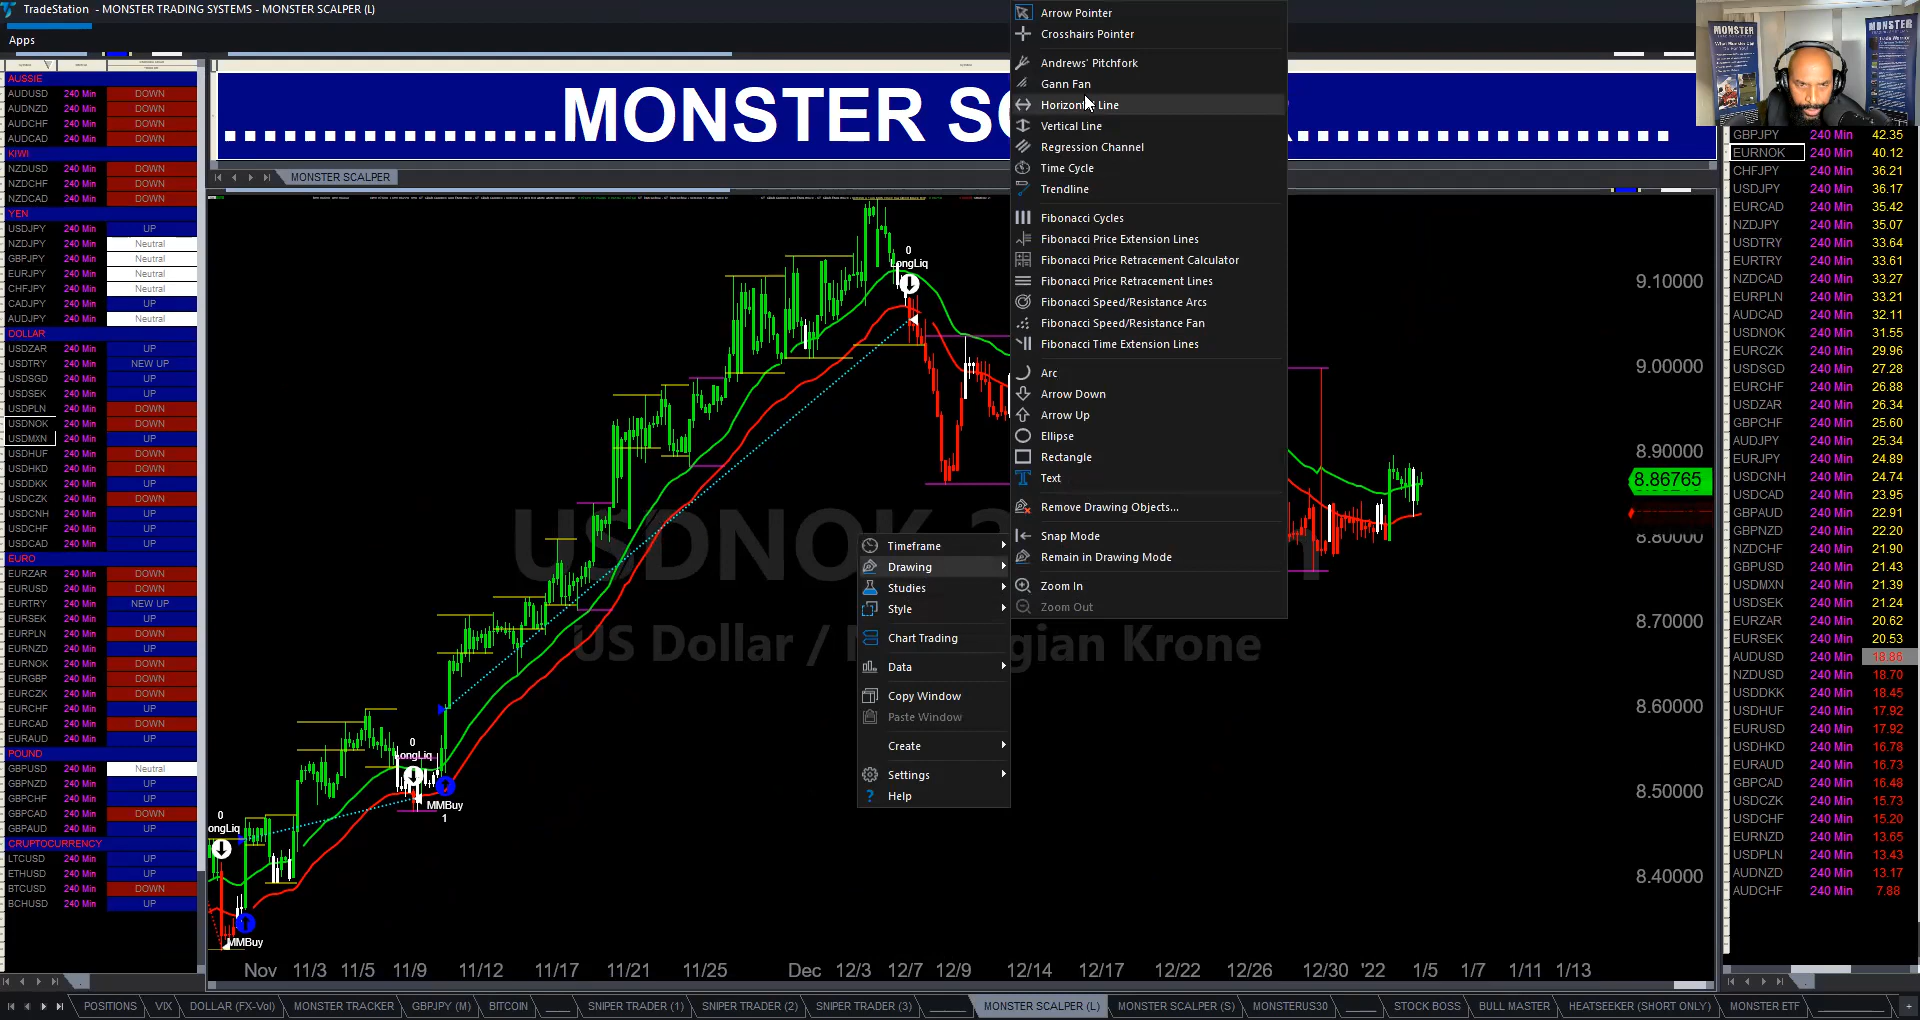 TradeStation - MONSTER TRADING SYSTEMS - MONSTER SCALPER (L)
Apps
MONSTER SC
MONSTER SCALPER
AUSSIE
AUDUSD 240 Min DOWN
AUDNZD 240 Min DOWN
AUDCHF 240 Min DOWN
AUDCAD 240 Min DOWN
KIWI
NZDUSD 240 Min DOWN
NZDCHF 240 Min DOWN
NZDCAD 240 Min DOWN
YEN
USDJPY 240 Min UP
NZDJPY 240 Min Neutral
GBPJPY 240 Min Neutral
EURJPY 240 Min Neutral
CHFJPY 240 Min Neutral
CADJPY 240 Min UP
AUDJPY 240 Min Neutral
DOLLAR
USDZAR 240 Min UP
USDTRY 240 Min NEW UP
USDSGD 240 Min UP
USDSEK 240 Min UP
USDPLN 240 Min DOWN
USDNOK 240 Min DOWN
USDMXN 240 Min UP
USDHUF 240 Min DOWN
USDHKD 240 Min DOWN
USDDKK 240 Min UP
USDCZK 240 Min DOWN
USDCNH 240 Min UP
USDCHF 240 Min UP
USDCAD 240 Min UP
EURO
EURZAR 240 Min DOWN
EURUSD 240 Min DOWN
EURTRY 240 Min NEW UP
EURSEK 240 Min UP
EURPLN 240 Min DOWN
EURNZD 240 Min UP
EURNOK 240 Min DOWN
EURGBP 240 Min DOWN
EURCZK 240 Min DOWN
EURCHF 240 Min UP
EURCAD 240 Min DOWN
EURAUD 240 Min UP
POUND
GBPUSD 240 Min Neutral
GBPNZD 240 Min UP
GBPCHF 240 Min UP
GBPCAD 240 Min DOWN
GBPAUD 240 Min UP
CRUPTOCURRENCY
LTCUSD 240 Min UP
ETHUSD 240 Min UP
BTCUSD 240 Min DOWN
BCHUSD 240 Min UP
0
LongLiq
0
LongLiq
MMBuy
1
0
ongLiq
MMBuy
USDNOK 2
US Dollar / N gian Krone
Timeframe
Drawing
Studies
Style
Chart Trading
Data
Copy Window
Paste Window
Create
Settings
Help
Arrow Pointer
Crosshairs Pointer
Andrews' Pitchfork
Gann Fan
Horizontal Line
Vertical Line
Regression Channel
Time Cycle
Trendline
Fibonacci Cycles
Fibonacci Price Extension Lines
Fibonacci Price Retracement Calculator
Fibonacci Price Retracement Lines
Fibonacci Speed/Resistance Arcs
Fibonacci Speed/Resistance Fan
Fibonacci Time Extension Lines
Arc
Arrow Down
Arrow Up
Ellipse
Rectangle
Text
Remove Drawing Objects...
Snap Mode
Remain in Drawing Mode
Zoom In
Zoom Out
9.10000
9.00000
8.90000
8.86765
8.80000
8.70000
8.60000
8.50000
8.40000
Nov 11/3 11/5 11/9 11/12 11/17 11/21 11/25 Dec 12/3 12/7 12/9 12/14 12/17 12/22 12/26 12/30 '22 1/5 1/7 1/11 1/13
MONSTER
MONSTER
GBPJPY 240 Min 42.35
EURNOK 240 Min 40.12
CHFJPY 240 Min 36.21
USDJPY 240 Min 36.17
EURCAD 240 Min 35.42
NZDJPY 240 Min 35.07
USDTRY 240 Min 33.64
EURTRY 240 Min 33.61
NZDCAD 240 Min 33.27
EURPLN 240 Min 33.21
AUDCAD 240 Min 32.11
USDNOK 240 Min 31.55
EURCZK 240 Min 29.96
USDSGD 240 Min 27.28
EURCHF 240 Min 26.88
USDZAR 240 Min 26.34
GBPCHF 240 Min 25.60
AUDJPY 240 Min 25.34
EURJPY 240 Min 24.89
USDCNH 240 Min 24.74
USDCAD 240 Min 23.95
GBPAUD 240 Min 22.91
GBPNZD 240 Min 22.20
NZDCHF 240 Min 21.90
GBPUSD 240 Min 21.43
USDMXN 240 Min 21.39
USDSEK 240 Min 21.24
EURZAR 240 Min 20.62
EURSEK 240 Min 20.53
AUDUSD 240 Min 18.86
NZDUSD 240 Min 18.70
USDDKK 240 Min 18.45
USDHUF 240 Min 17.92
EURUSD 240 Min 17.92
USDHKD 240 Min 16.78
EURAUD 240 Min 16.73
GBPCAD 240 Min 16.48
USDCZK 240 Min 15.73
USDCHF 240 Min 15.20
EURNZD 240 Min 13.65
USDPLN 240 Min 13.43
AUDNZD 240 Min 13.17
AUDCHF 240 Min 7.88
POSITIONS VIX DOLLAR (FX-Vol) MONSTER TRACKER GBPJPY (M) BITCOIN SNIPER TRADER (1) SNIPER TRADER (2) SNIPER TRADER (3) MONSTER SCALPER (L) MONSTER SCALPER (S) MONSTERUS30 STOCK BOSS BULL MASTER HEATSEEKER (SHORT ONLY) MONSTER ETF